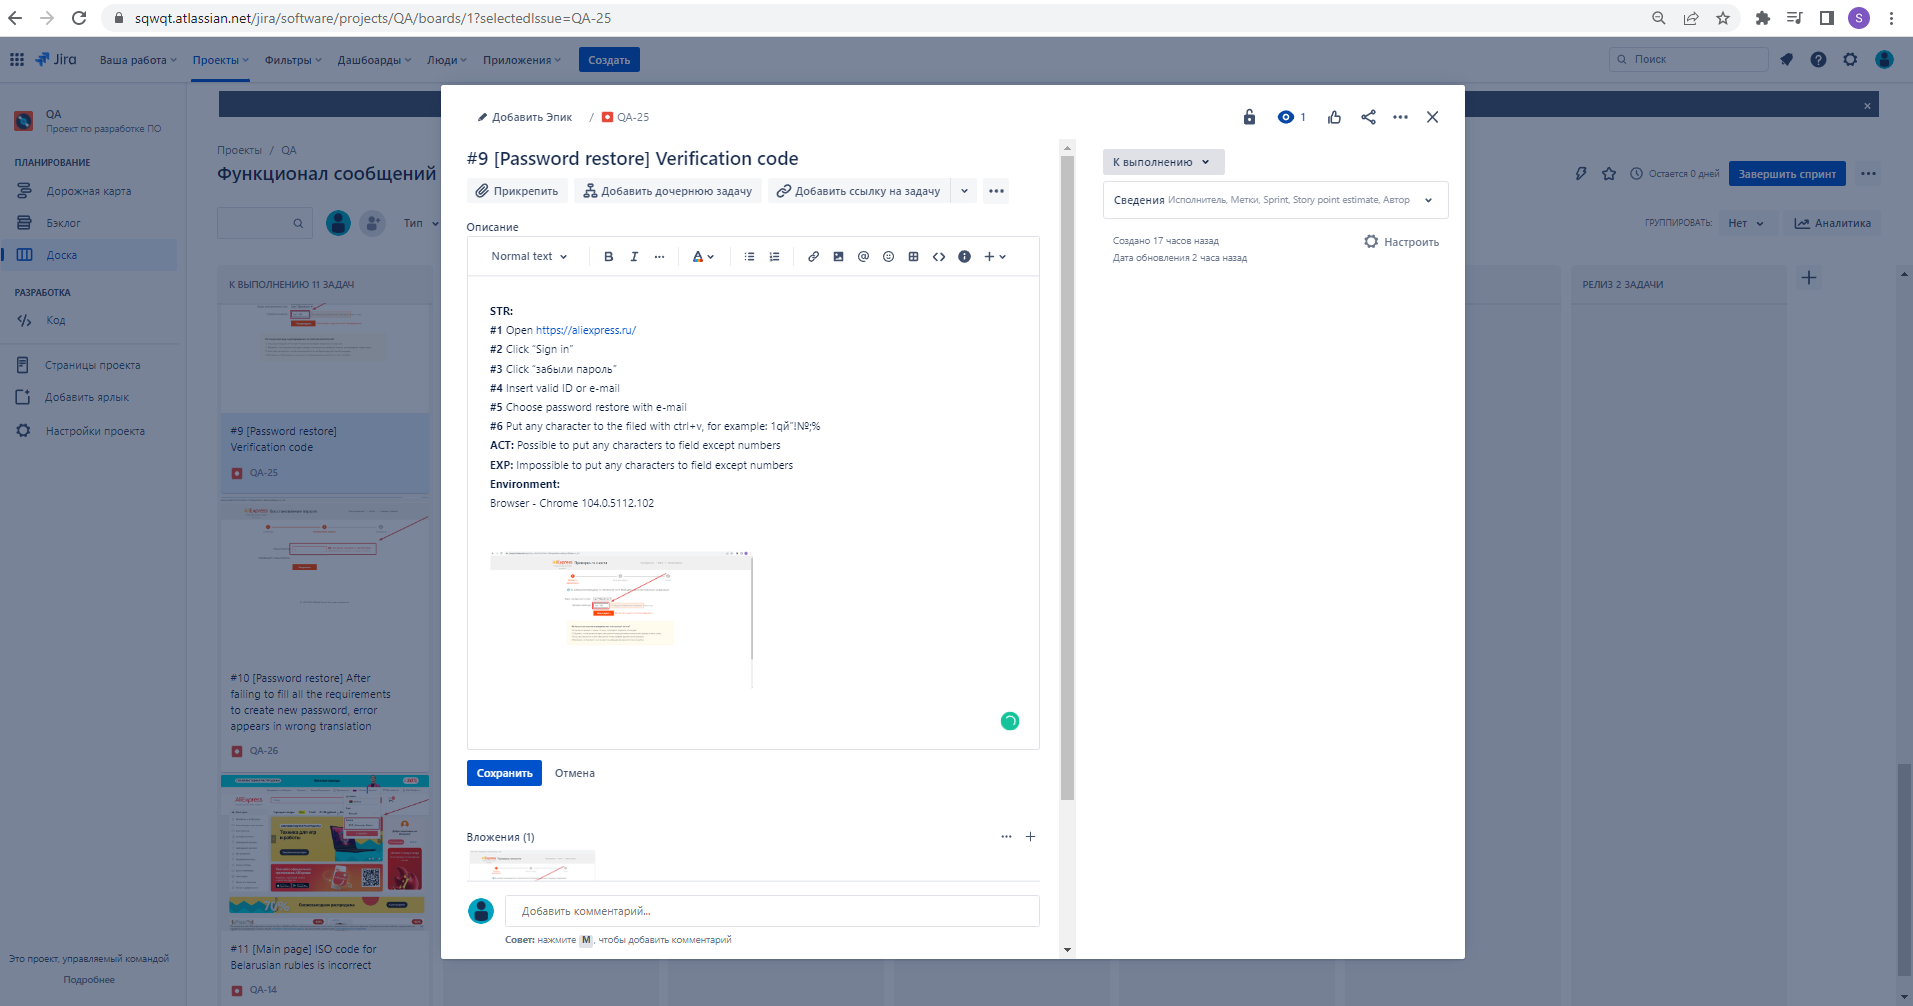 sqwqt.atlassian.net/jira/software/projects/QA/boards/1?selectedIssue=QA-25
S
Jira
Ваша работа
Проекты
Фильтры
Дашборды
Люди
Приложения
Создать
Поиск
QA
Проект по разработке ПО
ПЛАНИРОВАНИЕ
Дорожная карта
Бэклог
Доска
РАЗРАБОТКА
Код
Страницы проекта
Добавить ярлык
Настройки проекта
Это проект, управляемый командой
Подробнее
Проекты / QA
Функционал сообщений
Тип
К ВЫПОЛНЕНИЮ 11 ЗАДАЧ
#9 [Password restore]
Verification code
QA-25
#10 [Password restore] After
failing to fill all the requirements
to create new password, error
appears in wrong translation
QA-26
AliExpress
Техника для игр
и работы
70%
#11 [Main page] ISO code for
Belarusian rubles is incorrect
QA-14
Добавить Эпик / QA-25
1
#9 [Password restore] Verification code
Прикрепить
Добавить дочернюю задачу
Добавить ссылку на задачу
Описание
Normal text
B
I
A
STR:
#1 Open https://aliexpress.ru/
#2 Click “Sign in”
#3 Click “забыли пароль”
#4 Insert valid ID or e-mail
#5 Choose password restore with e-mail
#6 Put any character to the filed with ctrl+v, for example: 1qй"!№;%
ACT: Possible to put any characters to field except numbers
EXP: Impossible to put any characters to field except numbers
Environment:
Browser - Chrome 104.0.5112.102
Сохранить
Отмена
Вложения (1)
Добавить комментарий...
Совет: нажмите M, чтобы добавить комментарий
К выполнению
Сведения Исполнитель, Метки, Sprint, Story point estimate, Автор
Создано 17 часов назад
Дата обновления 2 часа назад
Настроить
Остается 0 дней
Завершить спринт
ГРУППИРОВАТЬ:
Нет
Аналитика
РЕЛИЗ 2 ЗАДАЧИ